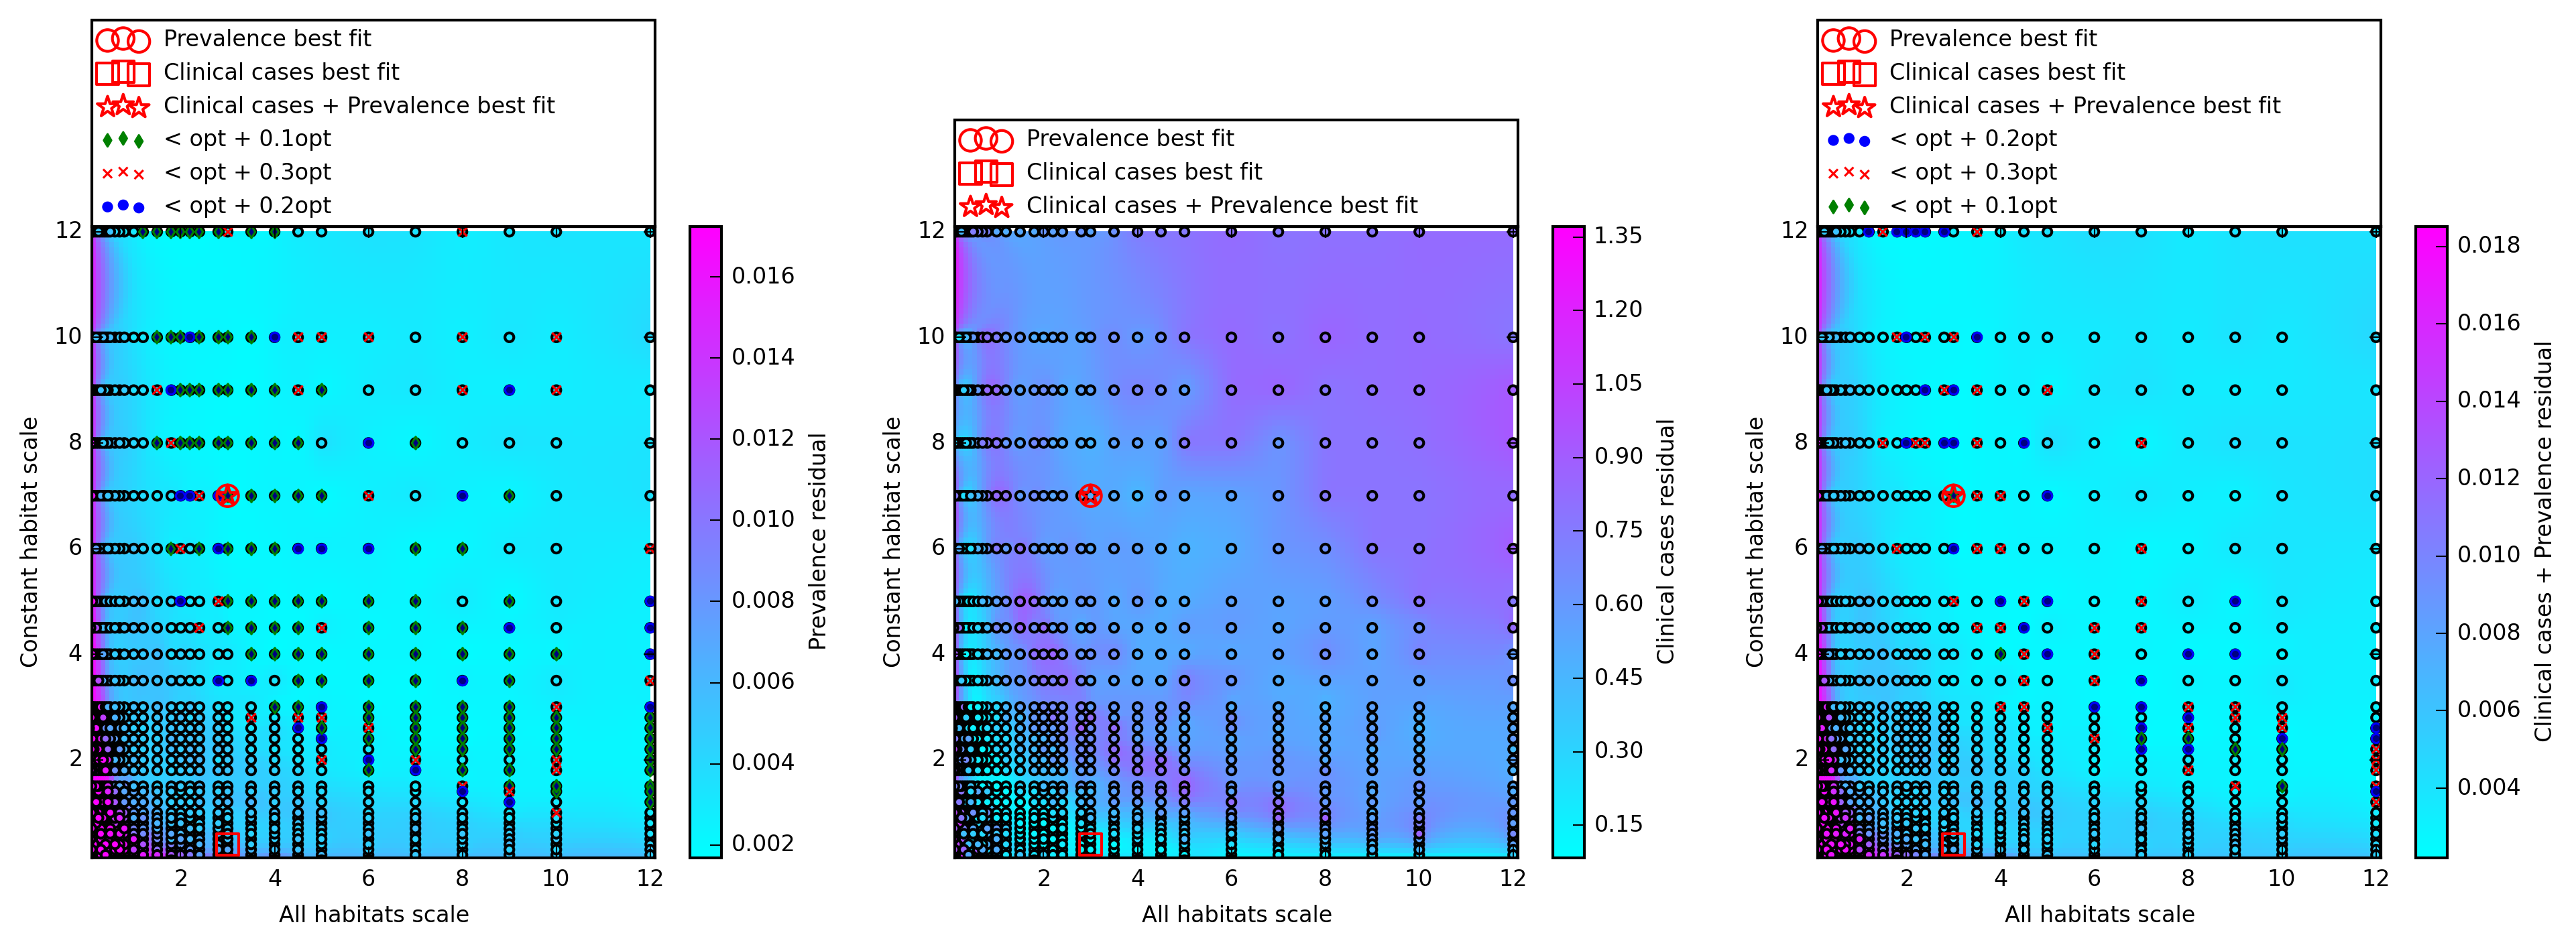 Prevalence best fit
Clinical cases best fit
Clinical cases + Prevalence best fit
< opt + 0.1opt
< opt + 0.3opt
< opt + 0.2opt
12
10
8
6
4
2
Constant habitat scale
2 4 6 8 10 12
All habitats scale
0.016
0.014
0.012
0.010
0.008
0.006
0.004
0.002
Prevalence residual
Prevalence best fit
Clinical cases best fit
Clinical cases + Prevalence best fit
12
10
8
6
4
2
Constant habitat scale
2 4 6 8 10 12
All habitats scale
1.35
1.20
1.05
0.90
0.75
0.60
0.45
0.30
0.15
Clinical cases residual
Prevalence best fit
Clinical cases best fit
Clinical cases + Prevalence best fit
< opt + 0.2opt
< opt + 0.3opt
< opt + 0.1opt
12
10
8
6
4
2
Constant habitat scale
2 4 6 8 10 12
All habitats scale
0.018
0.016
0.014
0.012
0.010
0.008
0.006
0.004
Clinical cases + Prevalence residual